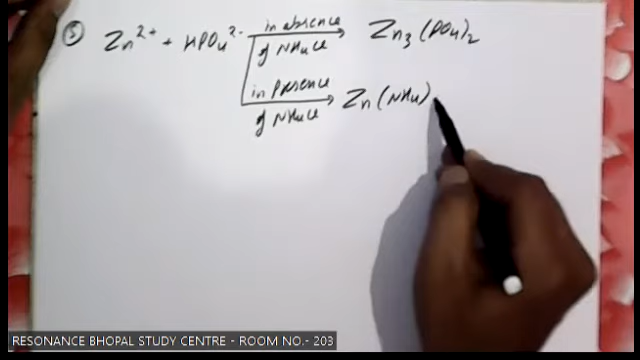 ③ Zn²⁺ + HPO₄²⁻ in absence of NH₄Cl Zn₃(PO₄)₂
in presence of NH₄Cl Zn(NH₄)
RESONANCE BHOPAL STUDY CENTRE - ROOM NO.- 203